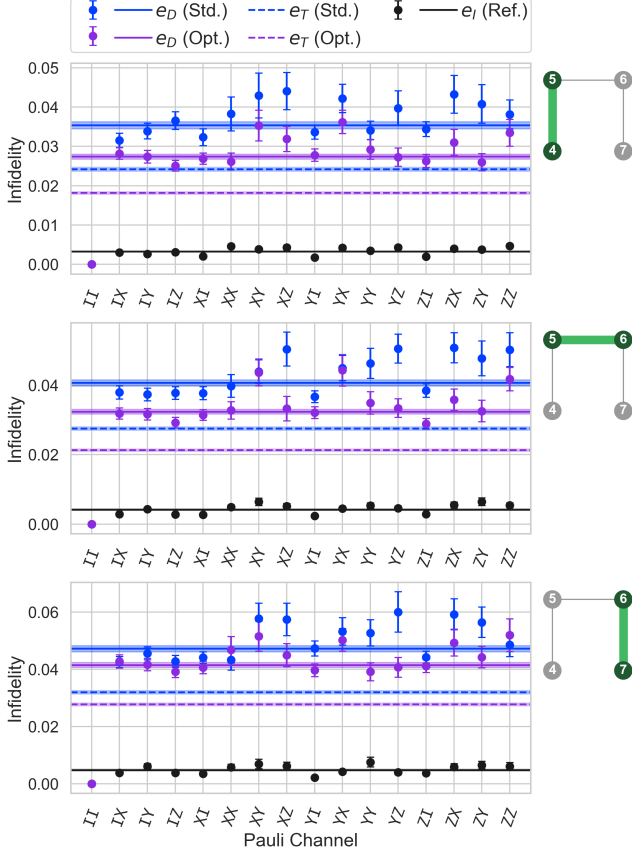 e_D (Std.) e_T (Std.) e_I (Ref.)
e_D (Opt.) e_T (Opt.)
0.05
0.04
0.03
0.02
0.01
0.00
Infidelity
II IX IY IZ XI XX XY XZ YI YX YY YZ ZI ZX ZY ZZ
5 6
4 7
0.04
0.02
0.00
Infidelity
II IX IY IZ XI XX XY XZ YI YX YY YZ ZI ZX ZY ZZ
5 6
4 7
0.06
0.04
0.02
0.00
Infidelity
II IX IY IZ XI XX XY XZ YI YX YY YZ ZI ZX ZY ZZ
Pauli Channel
5 6
4 7